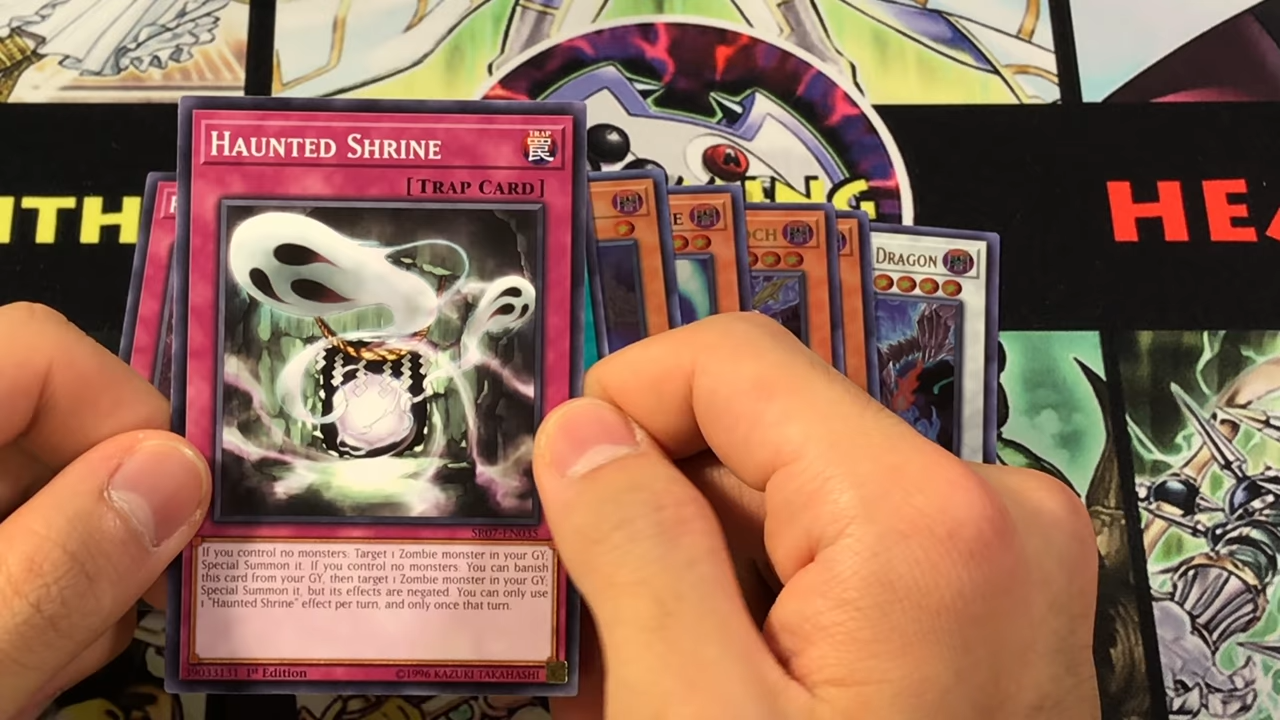 HAUNTED SHRINE
TRAP
罠
[TRAP CARD]
SR07-EN035
If you control no monsters: Target 1 Zombie monster in your GY;
Special Summon it. If you control no monsters: You can banish
this card from your GY, then target 1 Zombie monster in your GY;
Special Summon it, but its effects are negated. You can only use
1 "Haunted Shrine" effect per turn, and only once that turn.
39033131 1st Edition
©1996 KAZUKI TAKAHASHI
DRAGON
ITH
ING
HEA